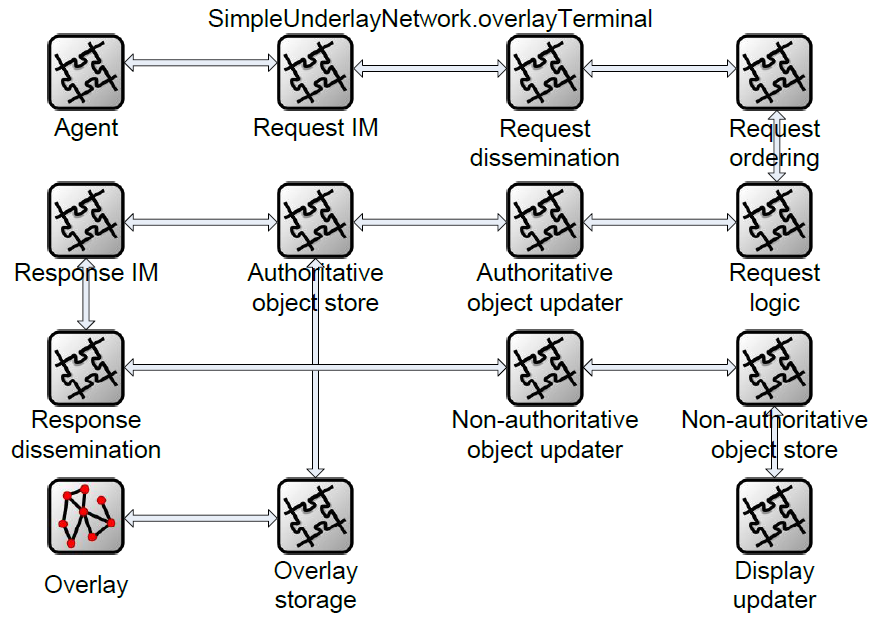 SimpleUnderlayNetwork.overlayTerminal
Agent
Request IM
Request
dissemination
Request
ordering
Response IM
Authoritative
object store
Authoritative
object updater
Request
logic
Response
dissemination
Non-authoritative
object updater
Non-authoritative
object store
Overlay
Overlay
storage
Display
updater